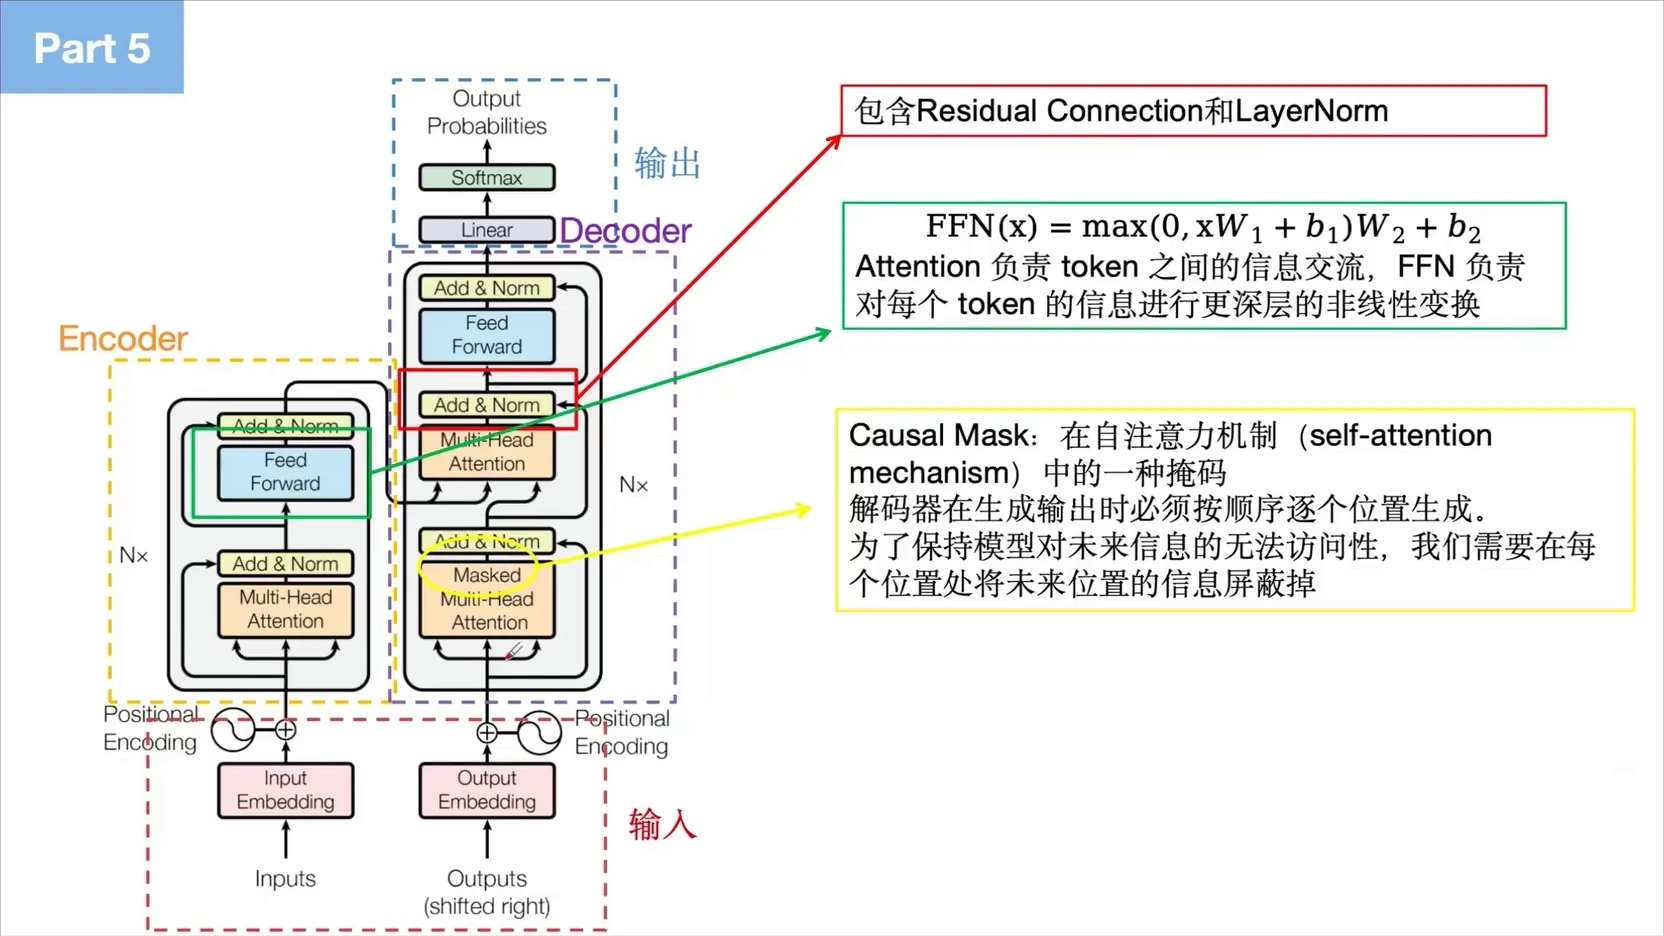 Part 5
Output
Probabilities
输出
Softmax
Linear
Decoder
Add & Norm
Feed
Forward
Add & Norm
Multi-Head
Attention
N×
Add & Norm
Masked
Multi-Head
Attention
Encoder
Add & Norm
Feed
Forward
N×
Add & Norm
Multi-Head
Attention
Positional
Encoding
Positional
Encoding
Input
Embedding
Output
Embedding
输入
Inputs
Outputs
(shifted right)
包含Residual Connection和LayerNorm
FFN(x) = max(0, xW₁ + b₁)W₂ + b₂
Attention 负责 token 之间的信息交流，FFN 负责
对每个 token 的信息进行更深层的非线性变换
Causal Mask：在自注意力机制（self-attention
mechanism）中的一种掩码
解码器在生成输出时必须按顺序逐个位置生成。
为了保持模型对未来信息的无法访问性，我们需要在每
个位置处将未来位置的信息屏蔽掉